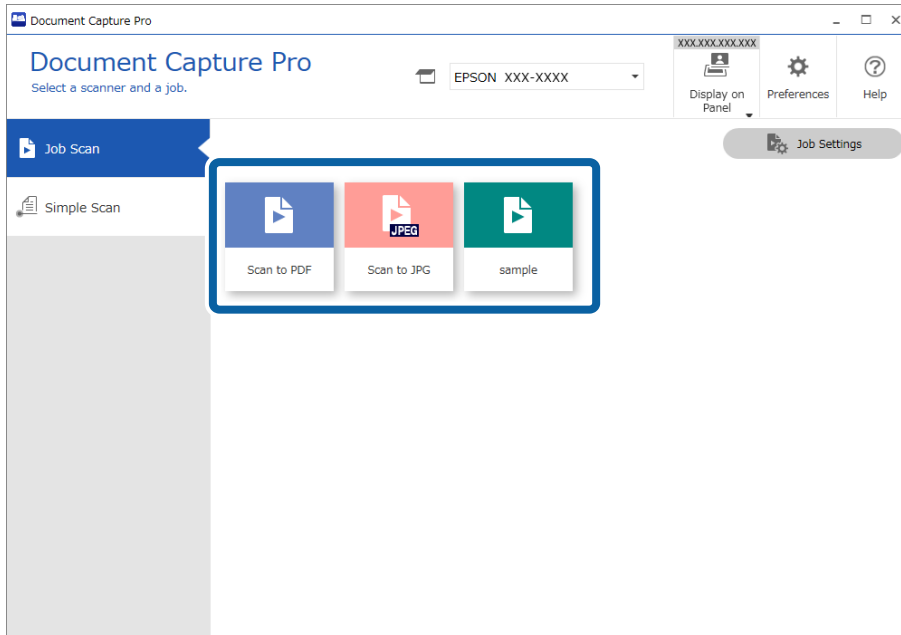 Document Capture Pro
Document Capture Pro
Select a scanner and a job.
EPSON XXX-XXXX
XXX.XXX.XXX.XXX
Display on
Panel
Preferences
Help
Job Scan
Job Settings
Simple Scan
JPEG
Scan to PDF
Scan to JPG
sample